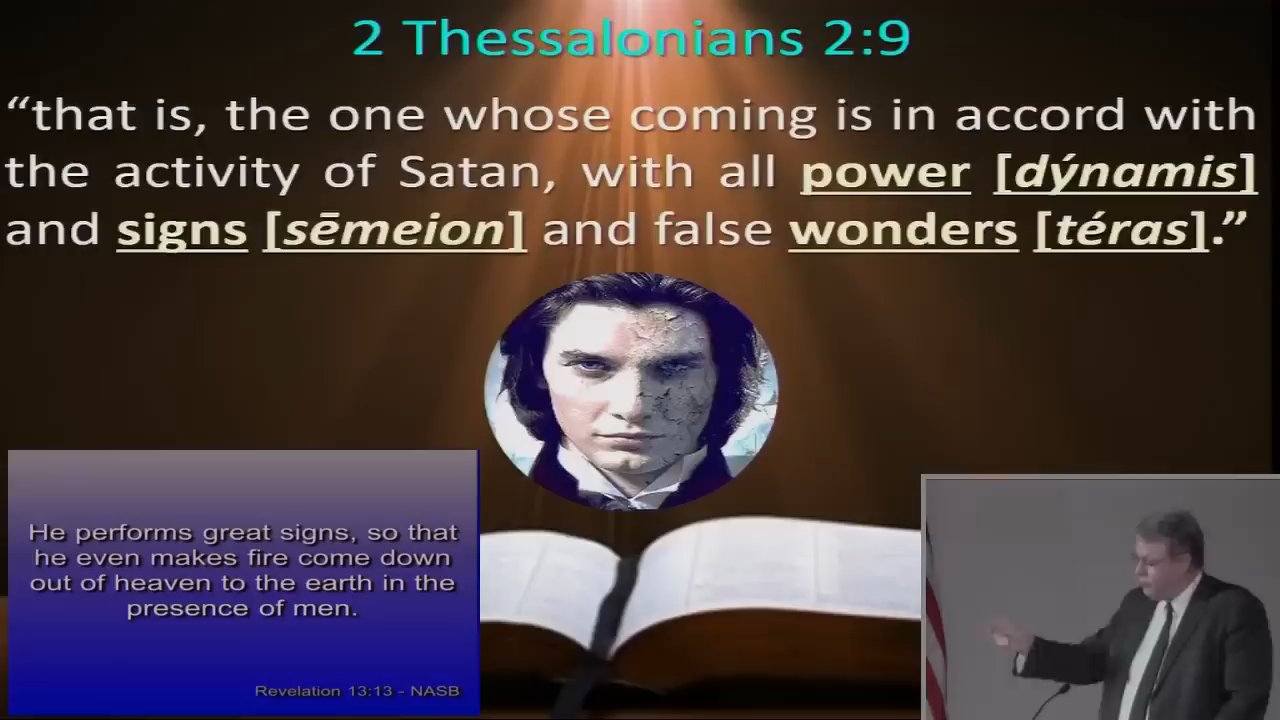 2 Thessalonians 2:9
“that is, the one whose coming is in accord with
the activity of Satan, with all power [dýnamis]
and signs [sēmeion] and false wonders [téras].”
He performs great signs, so that
he even makes fire come down
out of heaven to the earth in the
presence of men.
Revelation 13:13 - NASB